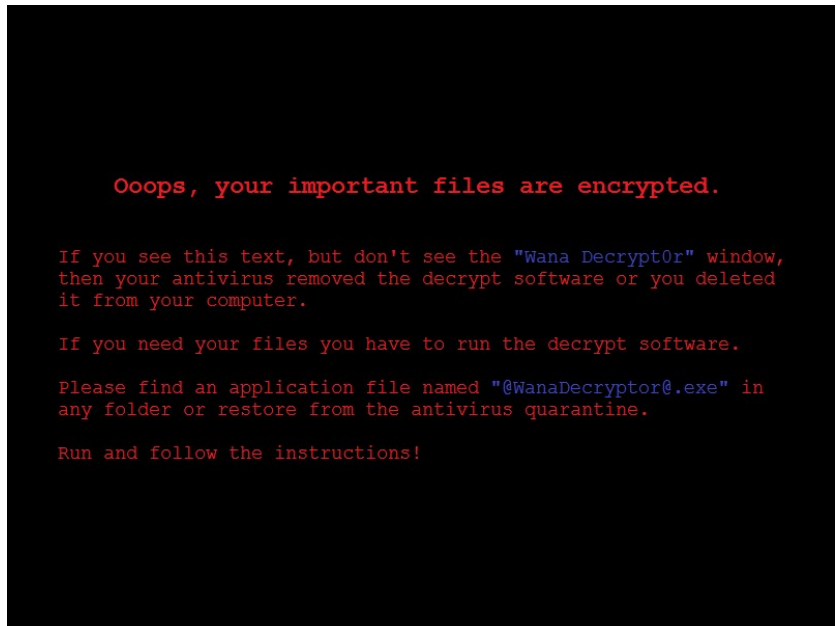 Ooops, your important files are encrypted.
If you see this text, but don't see the "Wana Decrypt0r" window,
then your antivirus removed the decrypt software or you deleted
it from your computer.
If you need your files you have to run the decrypt software.
Please find an application file named "@WanaDecryptor@.exe" in
any folder or restore from the antivirus quarantine.
Run and follow the instructions!